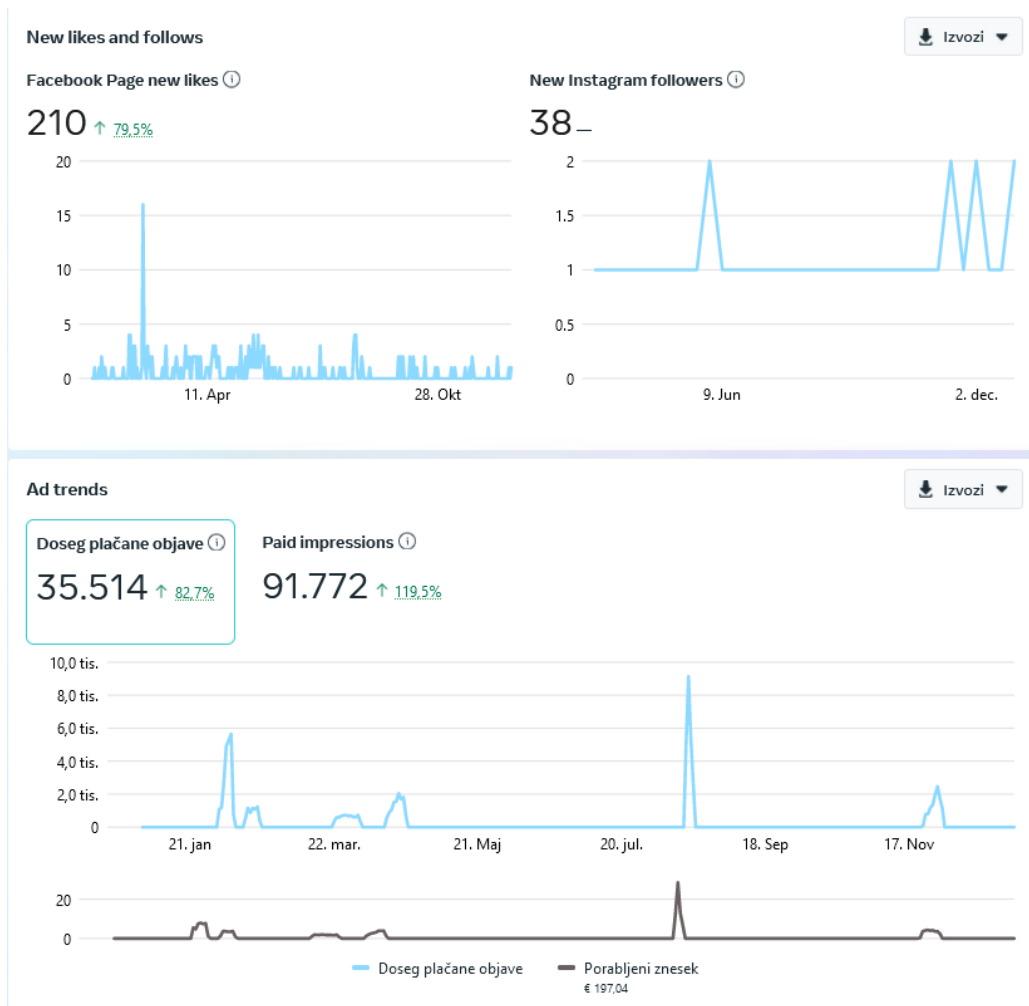 New likes and follows
Izvozi
Facebook Page new likes
210 ↑ 79,5%
20
15
10
5
0
11. Apr
28. Okt
New Instagram followers
38 –
2
1.5
1
0.5
0
9. Jun
2. dec.
Ad trends
Izvozi
Doseg plačane objave
35.514 ↑ 82,7%
Paid impressions
91.772 ↑ 119,5%
10,0 tis.
8,0 tis.
6,0 tis.
4,0 tis.
2,0 tis.
0
21. jan
22. mar.
21. Maj
20. jul.
18. Sep
17. Nov
20
0
Doseg plačane objave
Porabljeni znesek
€ 197,04